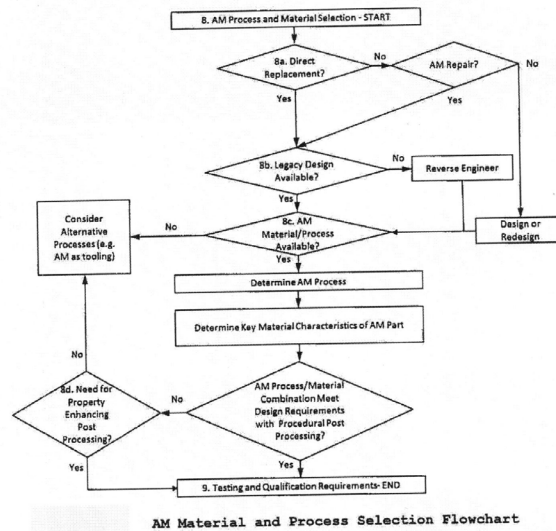 8. AM Process and Material Selection - START
8a. Direct
Replacement?
No
AM Repair?
No
Yes
Yes
8b. Legacy Design
Available?
No
Reverse Engineer
Yes
Consider
Alternative
Processes (e.g.
AM as tooling)
No
8c. AM
Material/Process
Available?
Design or
Redesign
Yes
Determine AM Process
Determine Key Material Characteristics of AM Part
No
8d. Need for
Property
Enhancing
Post
Processing?
No
AM Process/Material
Combination Meet
Design Requirements
with Procedural Post
Processing?
Yes
Yes
9. Testing and Qualification Requirements- END
AM Material and Process Selection Flowchart